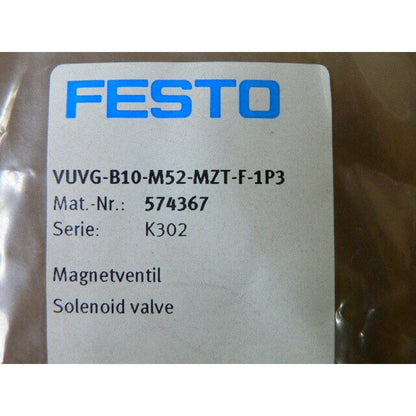 FESTO
VUVG-B10-M52-MZT-F-1P3
Mat.-Nr.: 574367
Serie: K302
Magnetventil
Solenoid valve